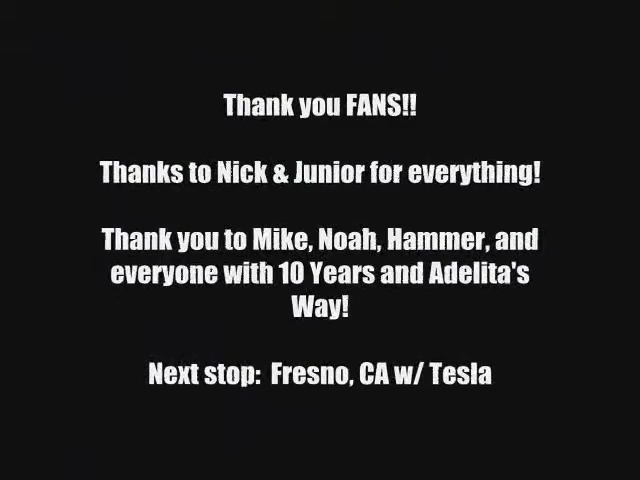 Thank you FANS!!
Thanks to Nick & Junior for everything!
Thank you to Mike, Noah, Hammer, and
everyone with 10 Years and Adelita's
Way!
Next stop:  Fresno, CA w/ Tesla